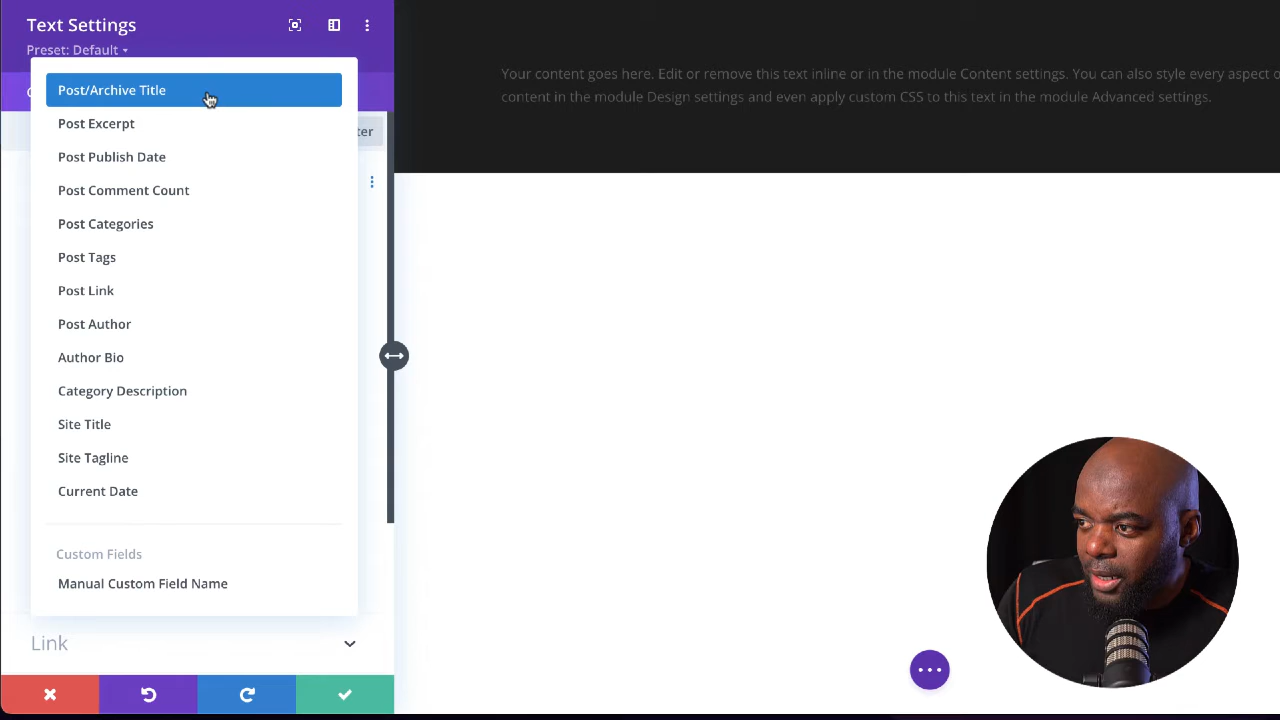 Text Settings
Preset: Default
Post/Archive Title
Post Excerpt
Post Publish Date
Post Comment Count
Post Categories
Post Tags
Post Link
Post Author
Author Bio
Category Description
Site Title
Site Tagline
Current Date
Custom Fields
Manual Custom Field Name
Link
Your content goes here. Edit or remove this text inline or in the module Content settings. You can also style every aspect o
content in the module Design settings and even apply custom CSS to this text in the module Advanced settings.